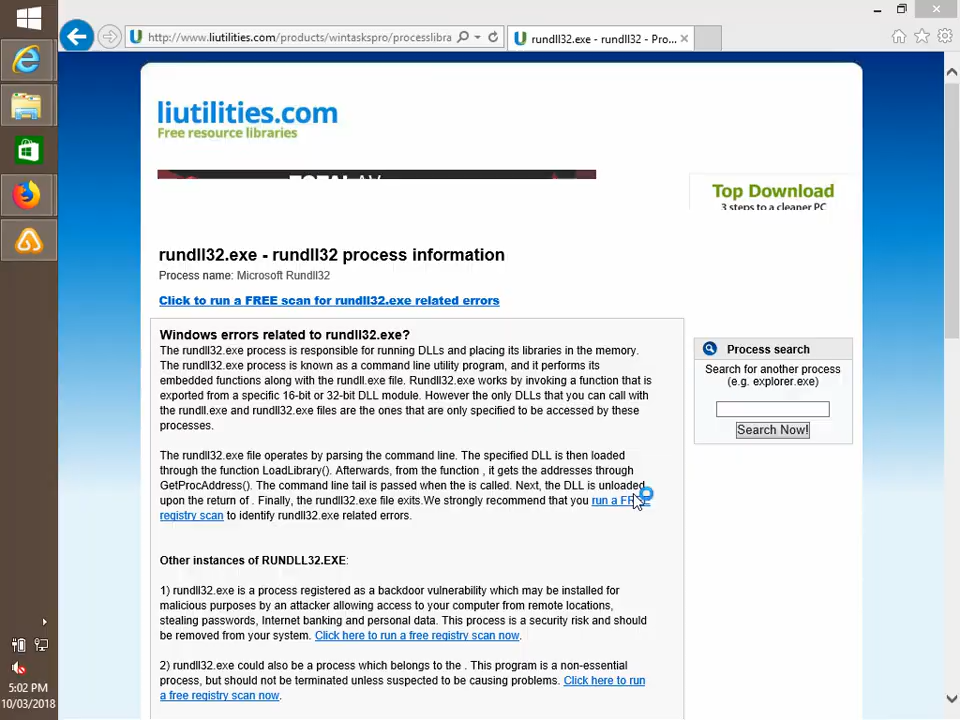 http://www.liutilities.com/products/wintaskspro/processlibra
rundll32.exe - rundll32 - Pro...
liutilities.com
Free resource libraries
Top Download
3 steps to a cleaner PC
rundll32.exe - rundll32 process information
Process name: Microsoft Rundll32
Click to run a FREE scan for rundll32.exe related errors
Windows errors related to rundll32.exe?
The rundll32.exe process is responsible for running DLLs and placing its libraries in the memory.
The rundll32.exe process is known as a command line utility program, and it performs its
embedded functions along with the rundll.exe file. Rundll32.exe works by invoking a function that is
exported from a specific 16-bit or 32-bit DLL module. However the only DLLs that you can call with
the rundll.exe and rundll32.exe files are the ones that are only specified to be accessed by these
processes.
The rundll32.exe file operates by parsing the command line. The specified DLL is then loaded
through the function LoadLibrary(). Afterwards, from the function , it gets the addresses through
GetProcAddress(). The command line tail is passed when the is called. Next, the DLL is unloaded
upon the return of . Finally, the rundll32.exe file exits.We strongly recommend that you run a FREE
registry scan to identify rundll32.exe related errors.
Other instances of RUNDLL32.EXE:
1) rundll32.exe is a process registered as a backdoor vulnerability which may be installed for
malicious purposes by an attacker allowing access to your computer from remote locations,
stealing passwords, Internet banking and personal data. This process is a security risk and should
be removed from your system. Click here to run a free registry scan now.
2) rundll32.exe could also be a process which belongs to the . This program is a non-essential
process, but should not be terminated unless suspected to be causing problems. Click here to run
a free registry scan now.
Process search
Search for another process
(e.g. explorer.exe)
Search Now!
5:02 PM
10/03/2018